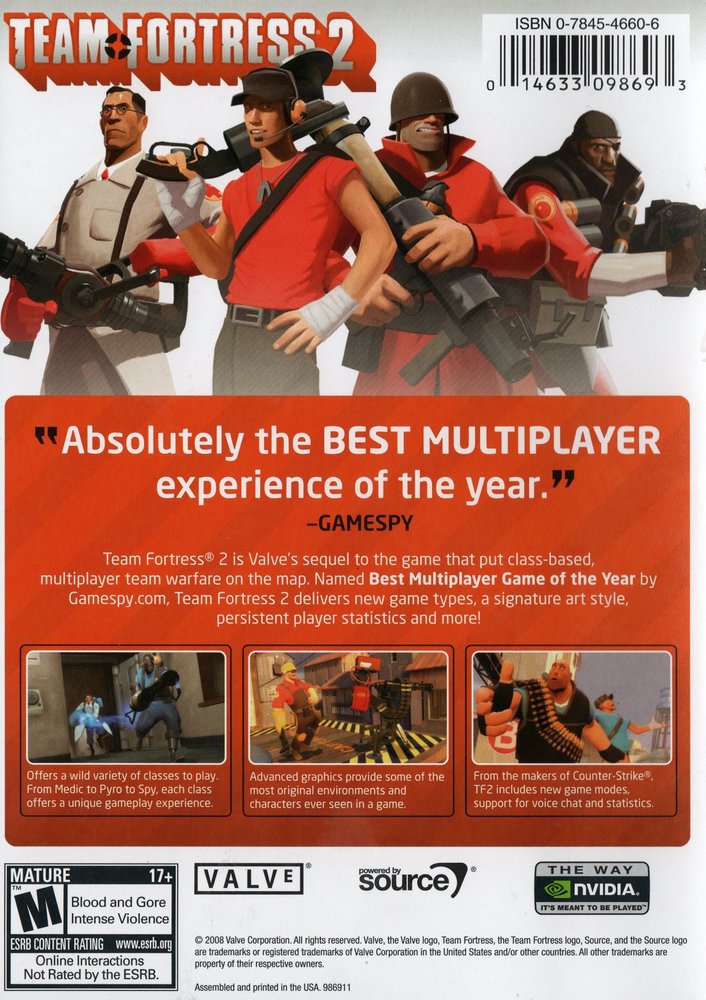 TEAM FORTRESS 2
ISBN 0-7845-4660-6
0 14633 09869 3
"Absolutely the BEST MULTIPLAYER
experience of the year."
–GAMESPY
Team Fortress® 2 is Valve's sequel to the game that put class-based,
multiplayer team warfare on the map. Named Best Multiplayer Game of the Year by
Gamespy.com, Team Fortress 2 delivers new game types, a signature art style,
persistent player statistics and more!
Offers a wild variety of classes to play.
From Medic to Pyro to Spy, each class
offers a unique gameplay experience.
Advanced graphics provide some of the
most original environments and
characters ever seen in a game.
From the makers of Counter-Strike®,
TF2 includes new game modes,
support for voice chat and statistics.
MATURE 17+
M™
Blood and Gore
Intense Violence
ESRB CONTENT RATING www.esrb.org
Online Interactions
Not Rated by the ESRB.
VALVE®
powered by
source®
THE WAY
NVIDIA.
IT'S MEANT TO BE PLAYED™
© 2008 Valve Corporation. All rights reserved. Valve, the Valve logo, Team Fortress, the Team Fortress logo, Source, and the Source logo
are trademarks or registered trademarks of Valve Corporation in the United States and/or other countries. All other trademarks are
property of their respective owners.
Assembled and printed in the USA. 986911